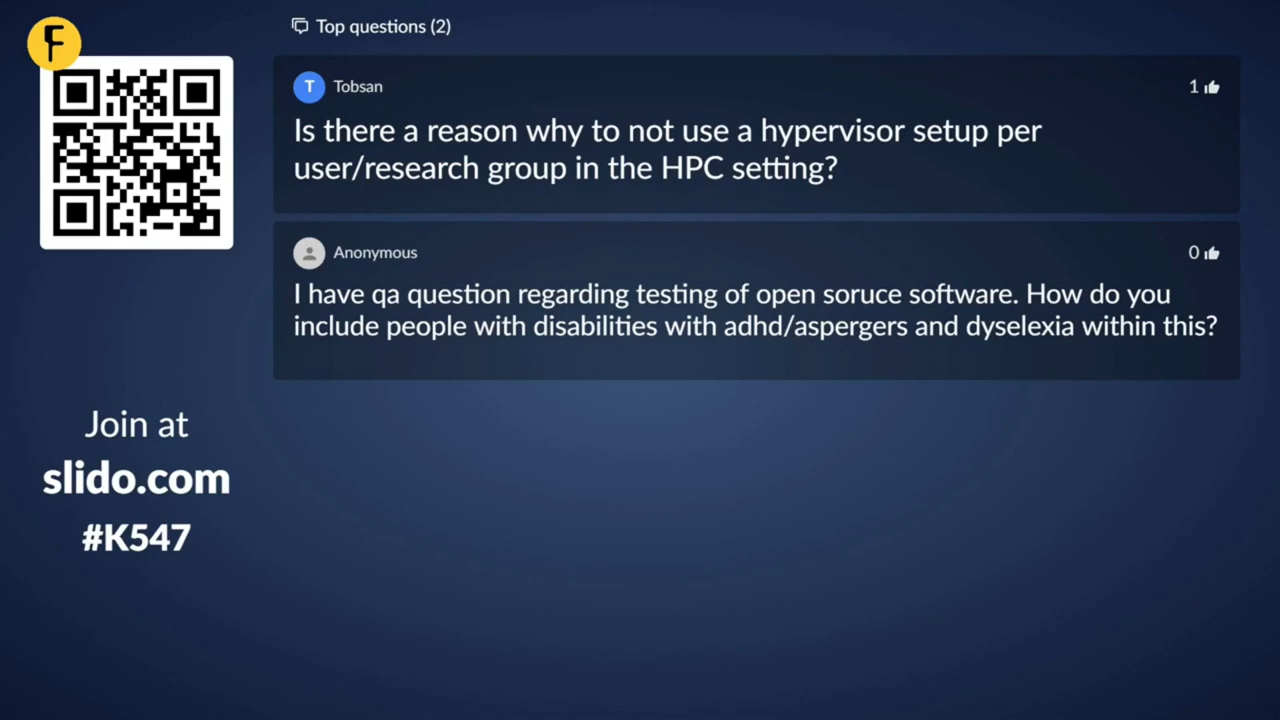 F
Top questions (2)
T
Tobsan
1
Is there a reason why to not use a hypervisor setup per
user/research group in the HPC setting?
Anonymous
0
I have qa question regarding testing of open soruce software. How do you
include people with disabilities with adhd/aspergers and dyselexia within this?
Join at
slido.com
#K547